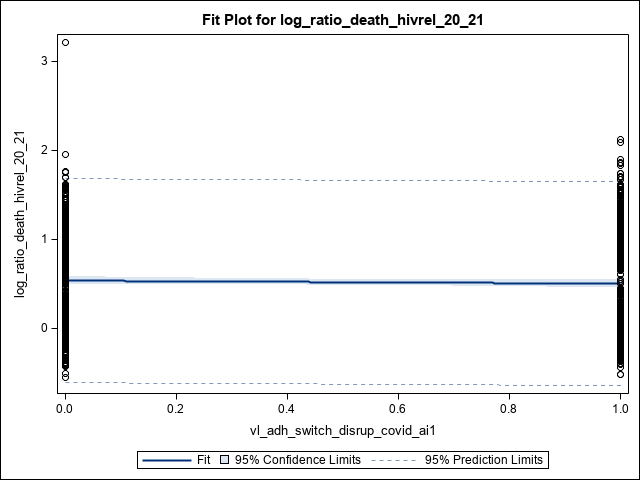 Fit Plot for log_ratio_death_hivrel_20_21
log_ratio_death_hivrel_20_21
3
2
1
0
0.0 0.2 0.4 0.6 0.8 1.0
vl_adh_switch_disrup_covid_ai1
Fit 95% Confidence Limits 95% Prediction Limits